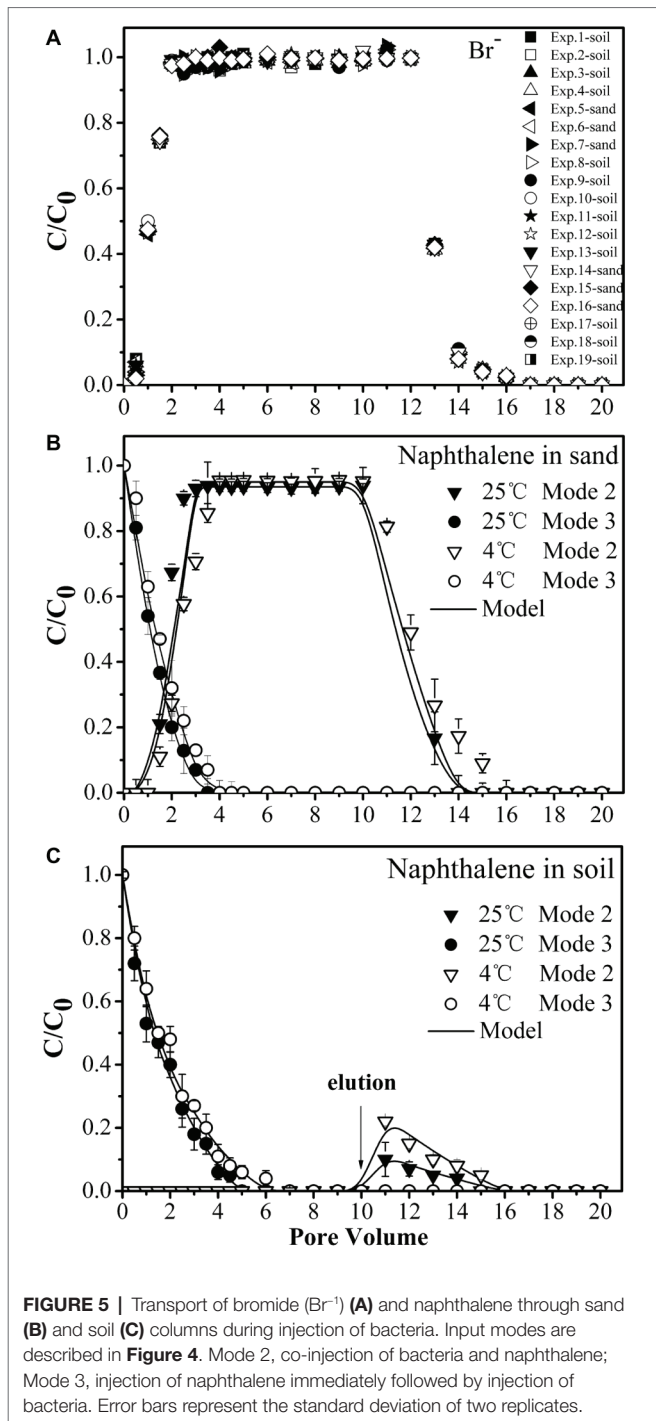 A
Br⁻
C/C₀
1.0
0.8
0.6
0.4
0.2
0.0
0 2 4 6 8 10 12 14 16 18 20
Exp.1-soil
Exp.2-soil
Exp.3-soil
Exp.4-soil
Exp.5-sand
Exp.6-sand
Exp.7-sand
Exp.8-soil
Exp.9-soil
Exp.10-soil
Exp.11-soil
Exp.12-soil
Exp.13-soil
Exp.14-sand
Exp.15-sand
Exp.16-sand
Exp.17-soil
Exp.18-soil
Exp.19-soil
B
Naphthalene in sand
25℃ Mode 2
25℃ Mode 3
4℃ Mode 2
4℃ Mode 3
Model
C/C₀
1.0
0.8
0.6
0.4
0.2
0.0
0 2 4 6 8 10 12 14 16 18 20
C
Naphthalene in soil
25℃ Mode 2
25℃ Mode 3
4℃ Mode 2
4℃ Mode 3
Model
elution
C/C₀
1.0
0.8
0.6
0.4
0.2
0.0
0 2 4 6 8 10 12 14 16 18 20
Pore Volume
FIGURE 5 | Transport of bromide (Br⁻¹) (A) and naphthalene through sand
(B) and soil (C) columns during injection of bacteria. Input modes are
described in Figure 4. Mode 2, co-injection of bacteria and naphthalene;
Mode 3, injection of naphthalene immediately followed by injection of
bacteria. Error bars represent the standard deviation of two replicates.